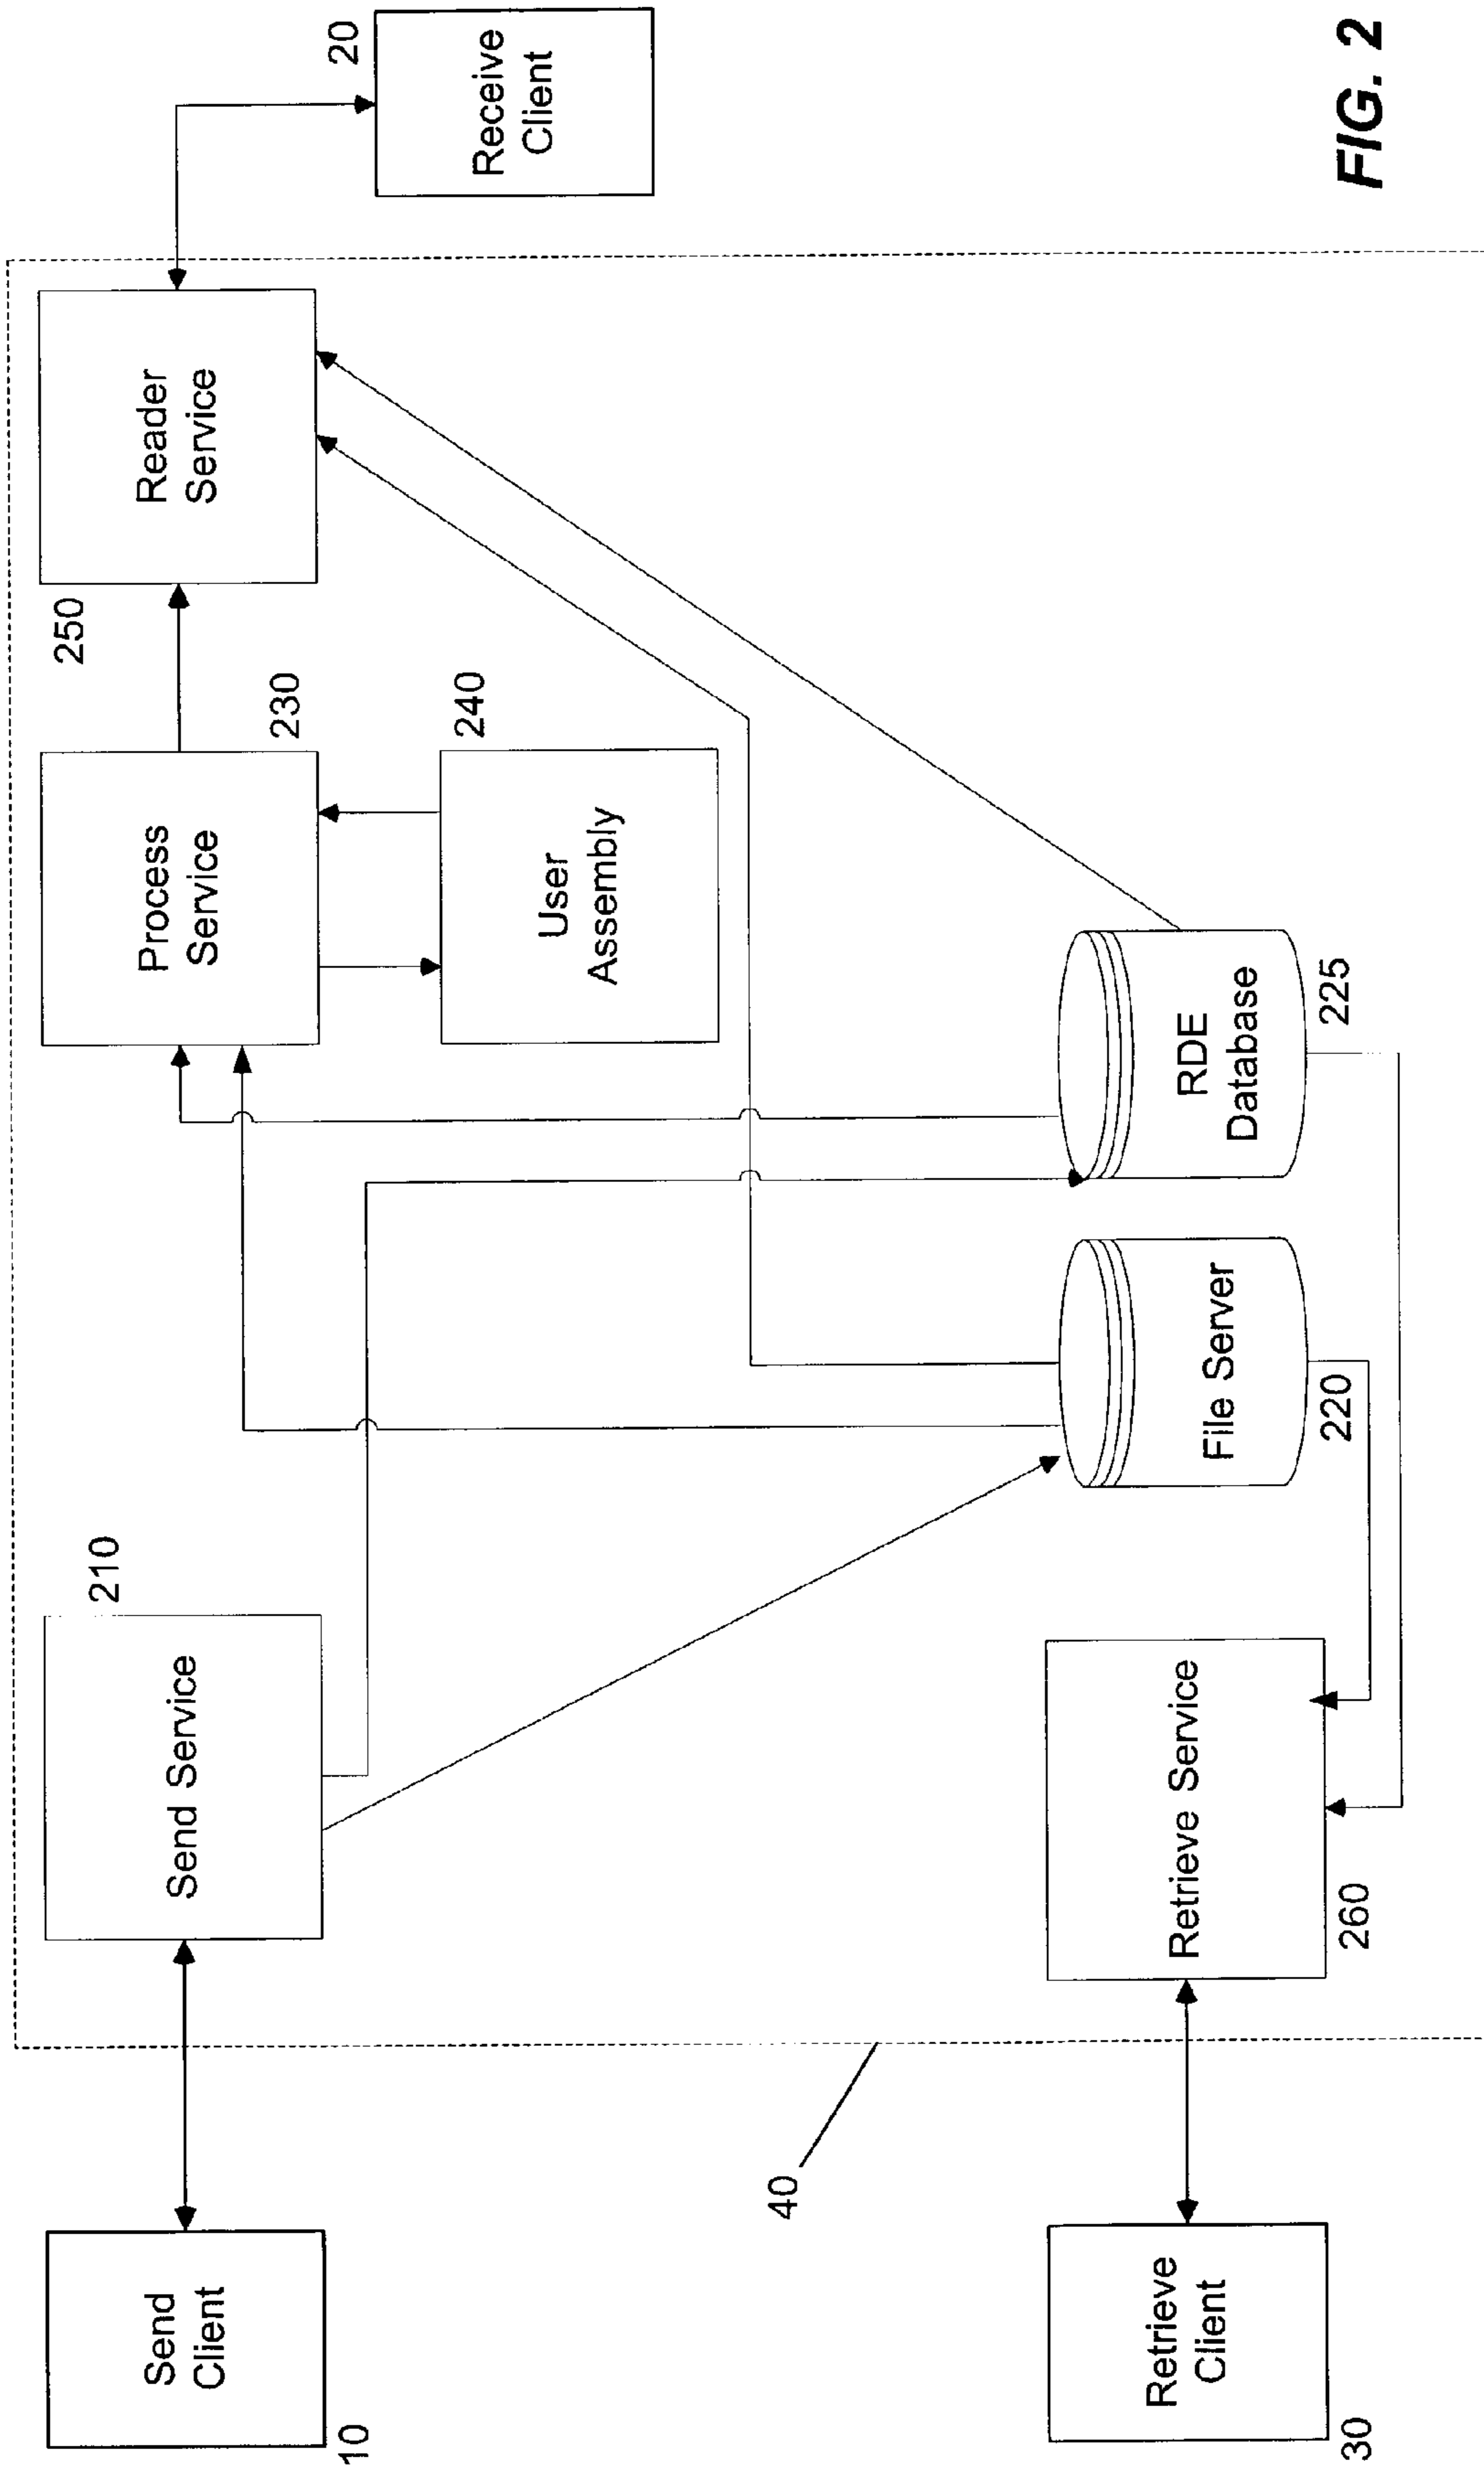 Send
Client
10
Send Service
210
Process
Service
230
User
Assembly
240
Reader
Service
250
Receive
Client
20
40
Retrieve
Client
30
Retrieve Service
260
File Server
220
RDE
Database
225
FIG. 2